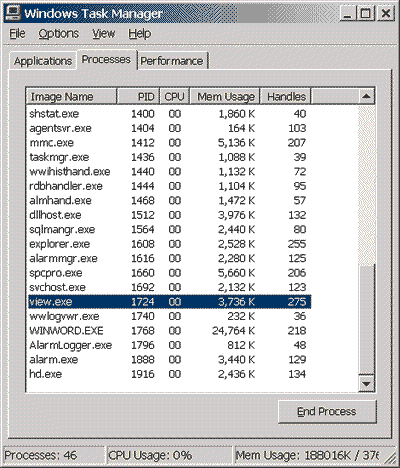 Windows Task Manager
File Options View Help
Applications Processes Performance
Image Name PID CPU Mem Usage Handles
shstat.exe 1400 00 1,860 K 40
agentsvr.exe 1404 00 164 K 103
mmc.exe 1412 00 5,136 K 207
taskmgr.exe 1436 00 1,088 K 39
wwihisthand.exe 1440 00 1,132 K 72
rdbhandler.exe 1444 00 1,104 K 95
almhand.exe 1468 00 1,472 K 57
dllhost.exe 1512 00 3,976 K 132
sqlmangr.exe 1564 00 2,440 K 80
explorer.exe 1608 00 2,528 K 255
alarmmgr.exe 1616 00 2,280 K 125
spcpro.exe 1660 00 5,660 K 206
svchost.exe 1692 00 2,132 K 123
view.exe 1724 00 3,736 K 275
wwlogvwr.exe 1740 00 232 K 36
WINWORD.EXE 1768 00 24,764 K 218
AlarmLogger.exe 1796 00 812 K 48
alarm.exe 1888 00 3,440 K 129
hd.exe 1916 00 2,436 K 134
End Process
Processes: 46 CPU Usage: 0% Mem Usage: 188016K /